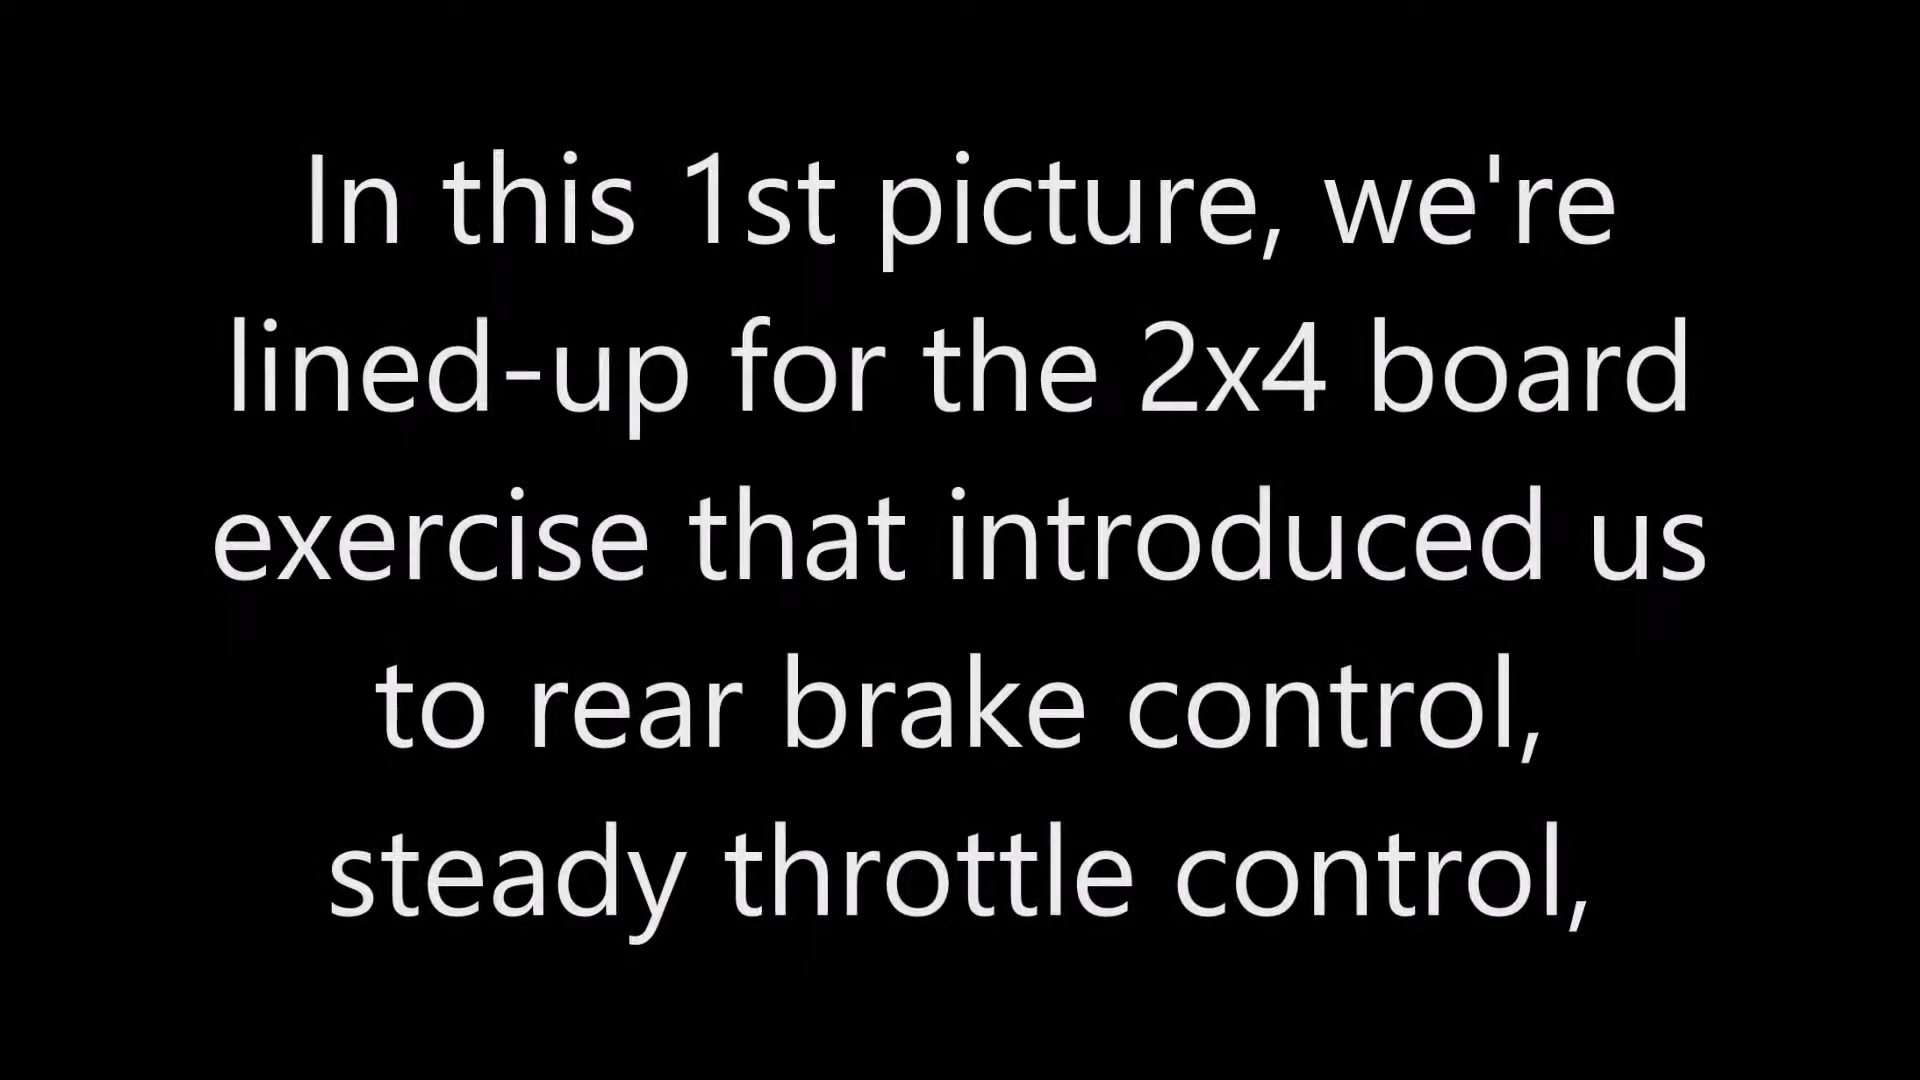 In this 1st picture, we're
lined-up for the 2x4 board
exercise that introduced us
to rear brake control,
steady throttle control,